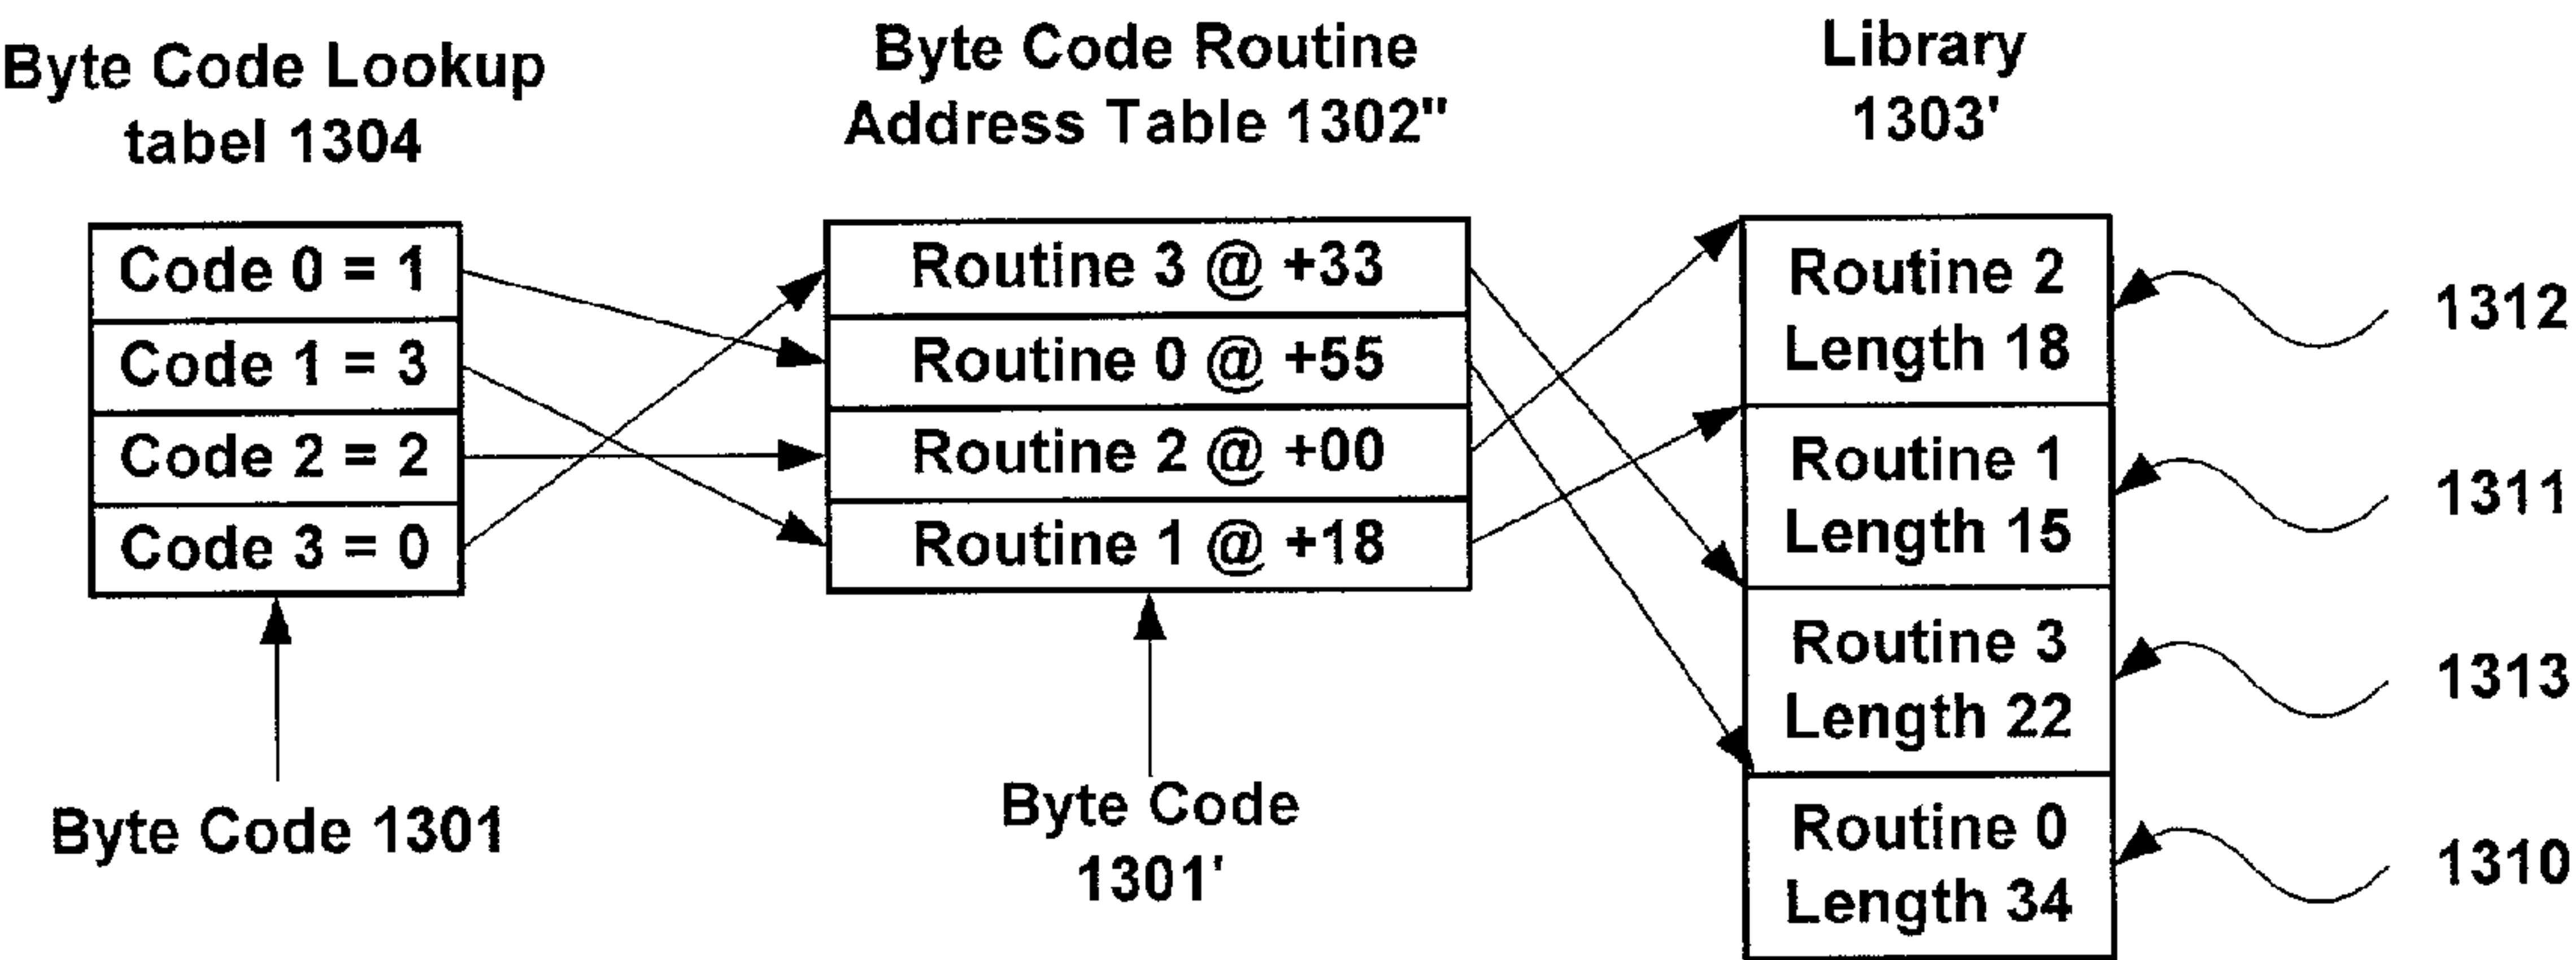 Byte Code Lookup
tabel 1304
Code 0 = 1
Code 1 = 3
Code 2 = 2
Code 3 = 0
Byte Code 1301
Byte Code Routine
Address Table 1302"
Routine 3 @ +33
Routine 0 @ +55
Routine 2 @ +00
Routine 1 @ +18
Byte Code
1301'
Library
1303'
Routine 2
Length 18
Routine 1
Length 15
Routine 3
Length 22
Routine 0
Length 34
1312
1311
1313
1310